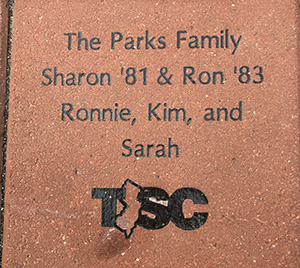 The Parks Family
Sharon '81 & Ron '83
Ronnie, Kim, and
Sarah
TSC